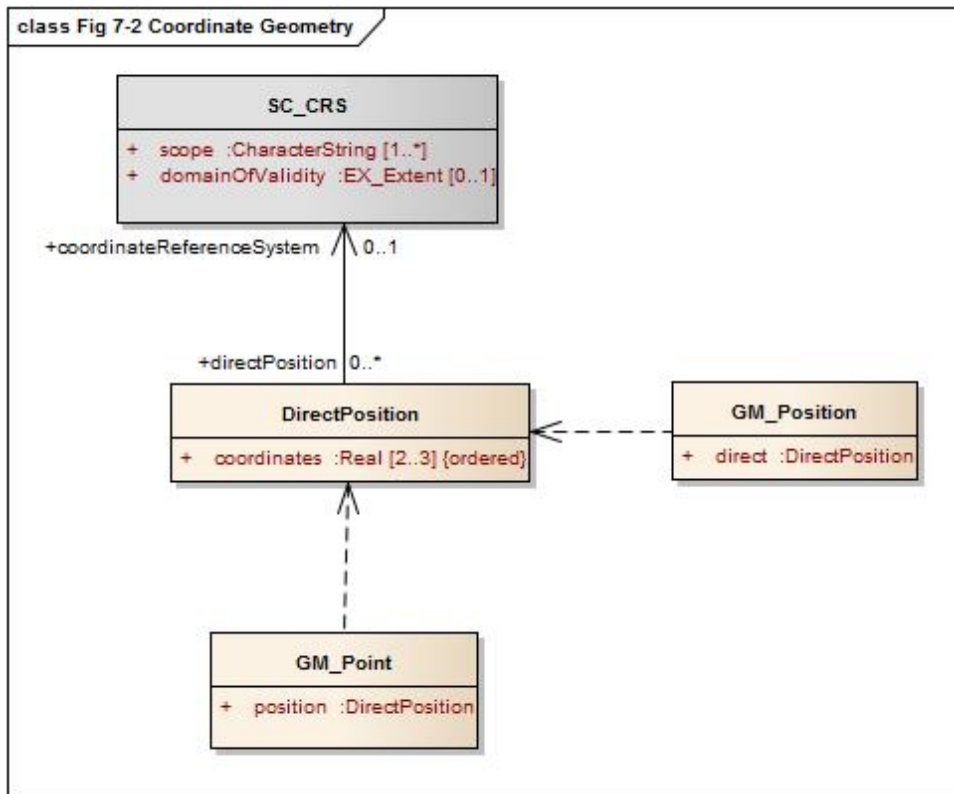 class Fig 7-2 Coordinate Geometry
SC_CRS
+ scope :CharacterString [1..*]
+ domainOfValidity :EX_Extent [0..1]
+coordinateReferenceSystem 0..1
+directPosition 0..*
DirectPosition
+ coordinates :Real [2..3] {ordered}
GM_Position
+ direct :DirectPosition
GM_Point
+ position :DirectPosition